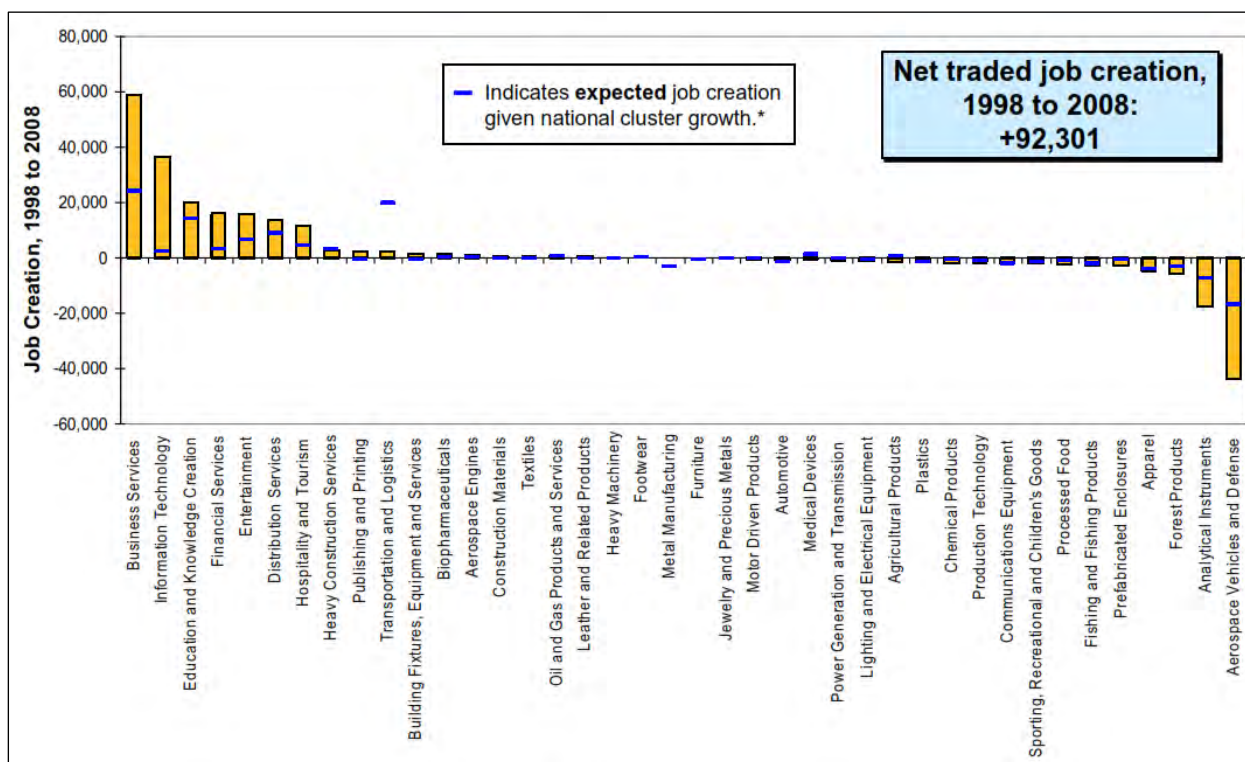 80,000
60,000
40,000
20,000
0
-20,000
-40,000
-60,000
Job Creation, 1998 to 2008
Indicates expected job creation
given national cluster growth.*
Net traded job creation,
1998 to 2008:
+92,301
Business Services
Information Technology
Education and Knowledge Creation
Financial Services
Entertainment
Distribution Services
Hospitality and Tourism
Heavy Construction Services
Publishing and Printing
Transportation and Logistics
Building Fixtures, Equipment and Services
Biopharmaceuticals
Aerospace Engines
Construction Materials
Textiles
Oil and Gas Products and Services
Leather and Related Products
Heavy Machinery
Footwear
Metal Manufacturing
Furniture
Jewelry and Precious Metals
Motor Driven Products
Automotive
Medical Devices
Power Generation and Transmission
Lighting and Electrical Equipment
Agricultural Products
Plastics
Chemical Products
Production Technology
Communications Equipment
Sporting, Recreational and Children's Goods
Processed Food
Fishing and Fishing Products
Prefabricated Enclosures
Apparel
Forest Products
Analytical Instruments
Aerospace Vehicles and Defense